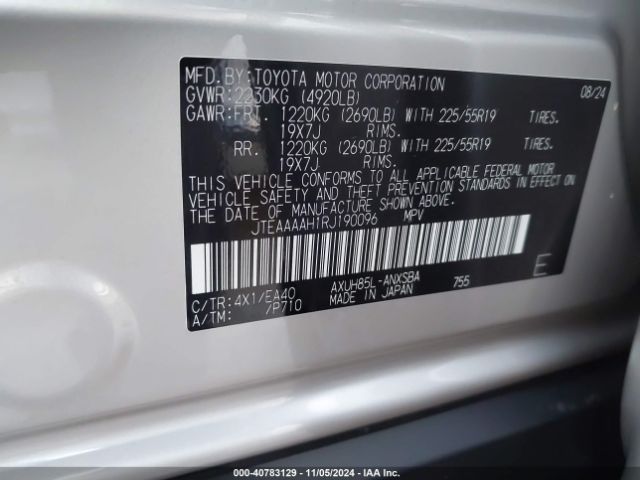 MFD.BY:TOYOTA MOTOR CORPORATION 08/24
GVWR:2230KG (4920LB)
GAWR:FRT. 1220KG (2690LB) WITH 225/55R19 TIRES.
19X7J RIMS.
RR. 1220KG (2690LB) WITH 225/55R19 TIRES.
19X7J RIMS.
THIS VEHICLE CONFORMS TO ALL APPLICABLE FEDERAL MOTOR
VEHICLE SAFETY AND THEFT PREVENTION STANDARDS IN EFFECT ON
THE DATE OF MANUFACTURE SHOWN ABOVE.
JTEAAAAH1RJ190096 MPV
C/TR:4X1/EA40 AXUH85L-ANXSBA 755 E
A/TM: 7P710 MADE IN JAPAN
000-40783129 - 11/05/2024 - IAA Inc.